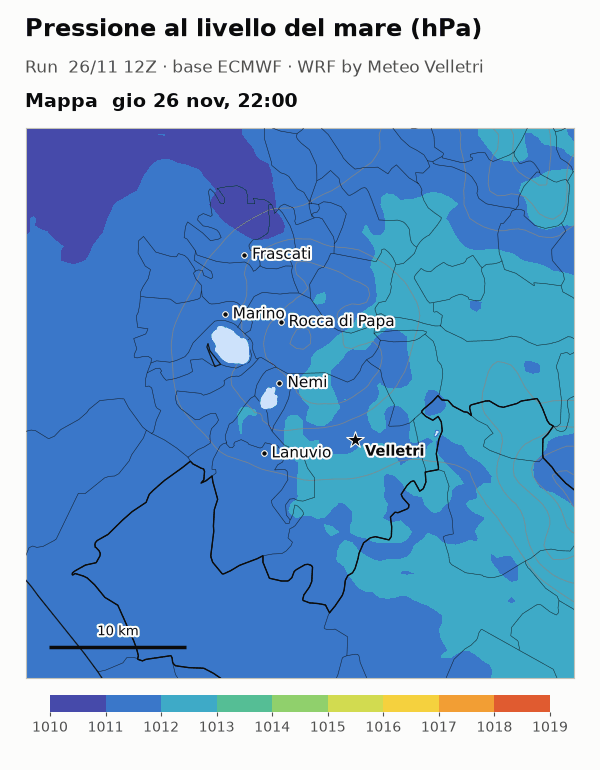 Pressione al livello del mare (hPa)
Run  26/11 12Z · base ECMWF · WRF by Meteo Velletri
Mappa  gio 26 nov, 22:00
Frascati
Marino
Rocca di Papa
Nemi
Velletri
Lanuvio
10 km
1010 1011 1012 1013 1014 1015 1016 1017 1018 1019